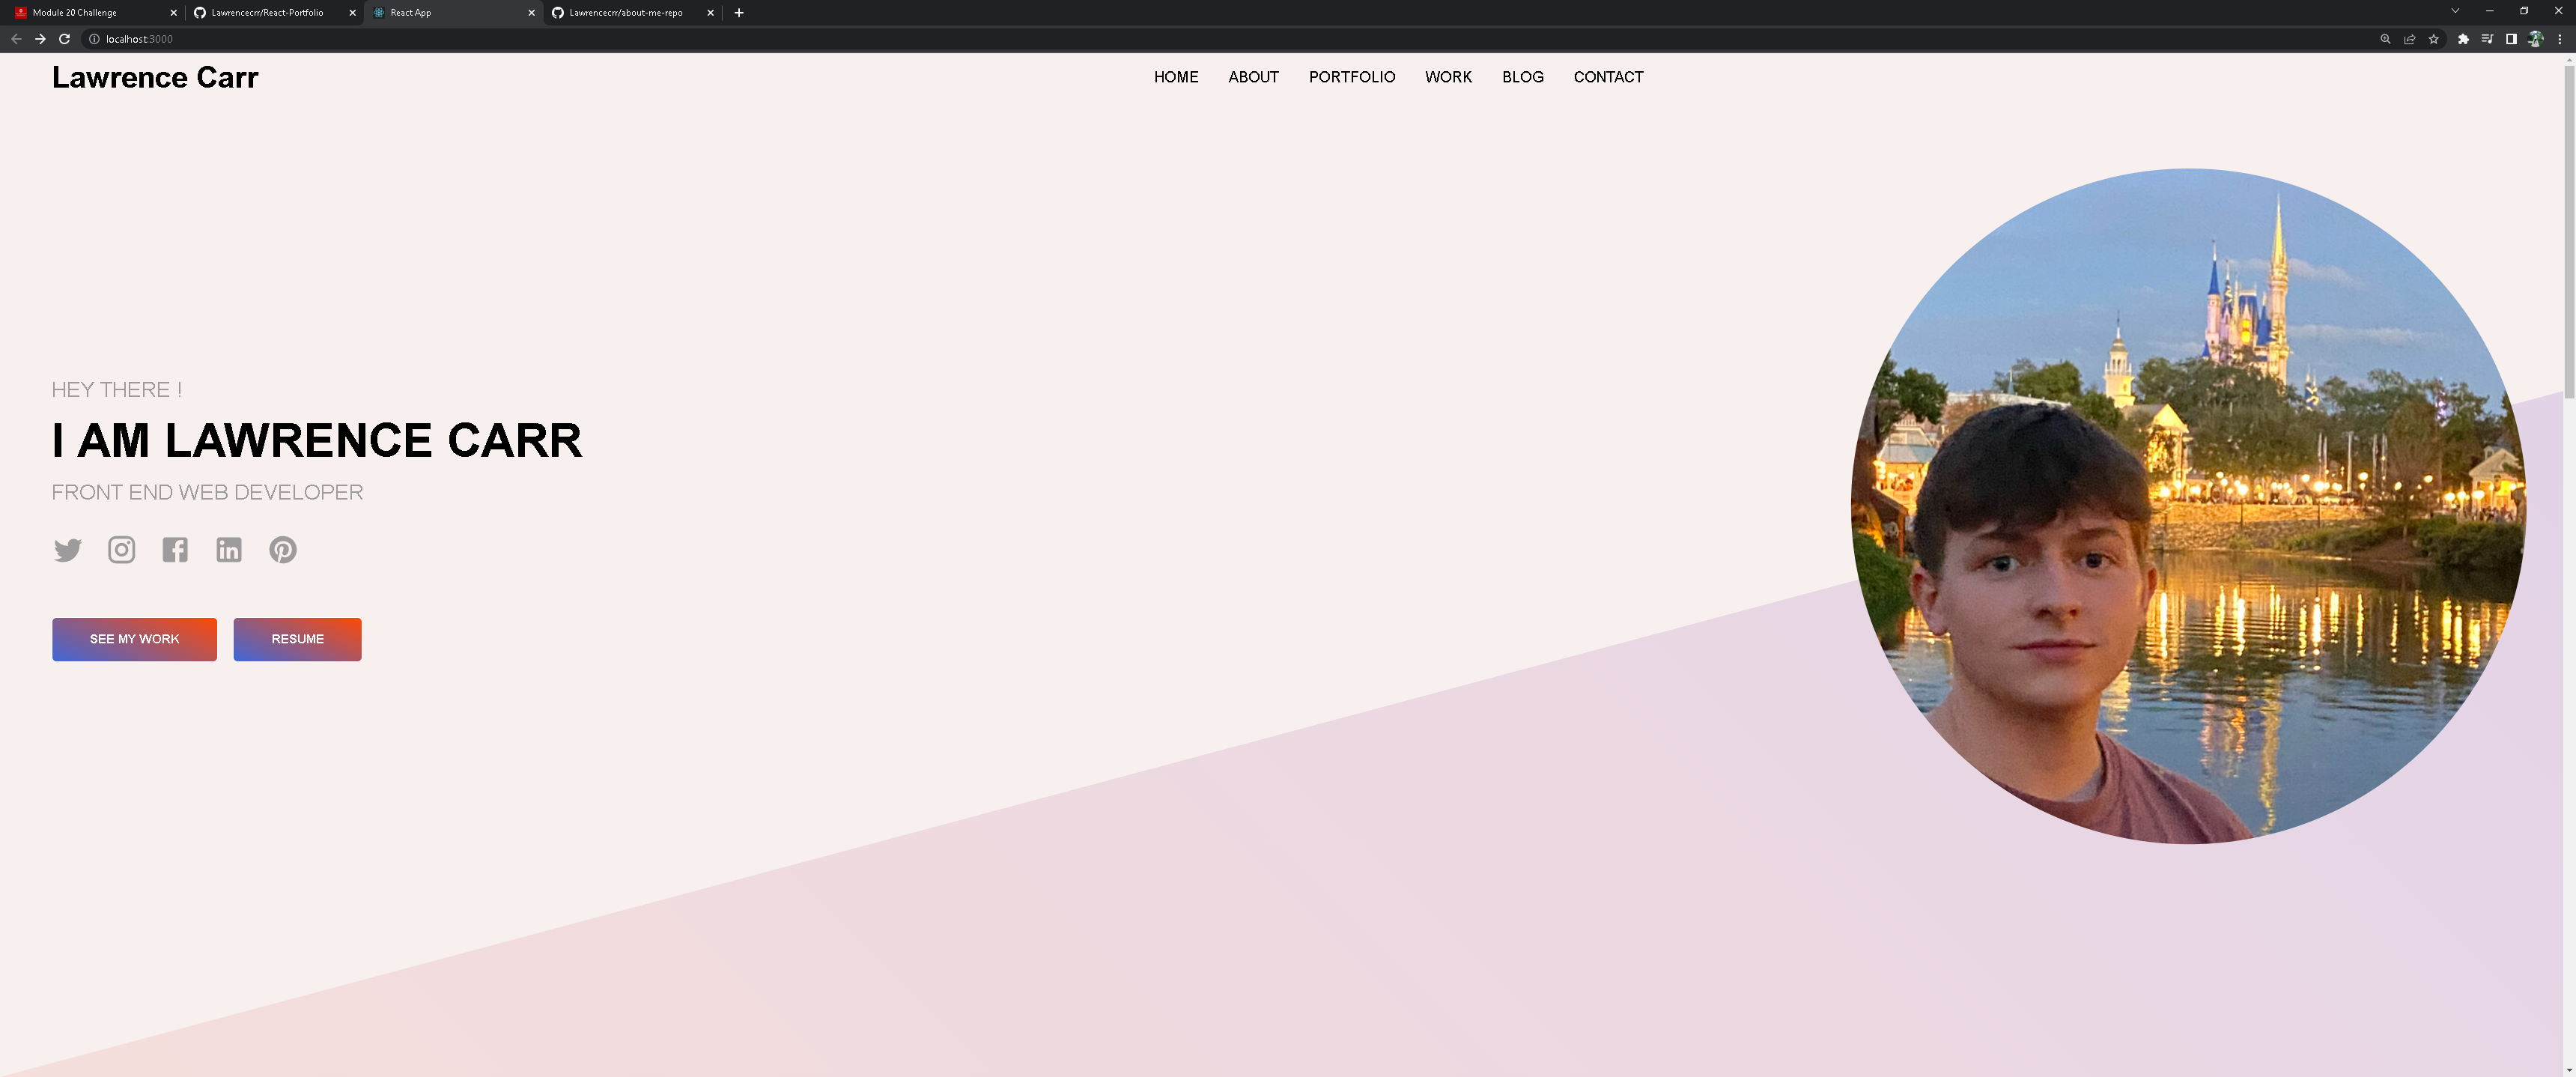 Module 20 Challenge
Lawrencecrr/React-Portfolio
React App
Lawrencecrr/about-me-repo
localhost:3000
Lawrence Carr
HOME ABOUT PORTFOLIO WORK BLOG CONTACT
HEY THERE !
I AM LAWRENCE CARR
FRONT END WEB DEVELOPER
SEE MY WORK RESUME